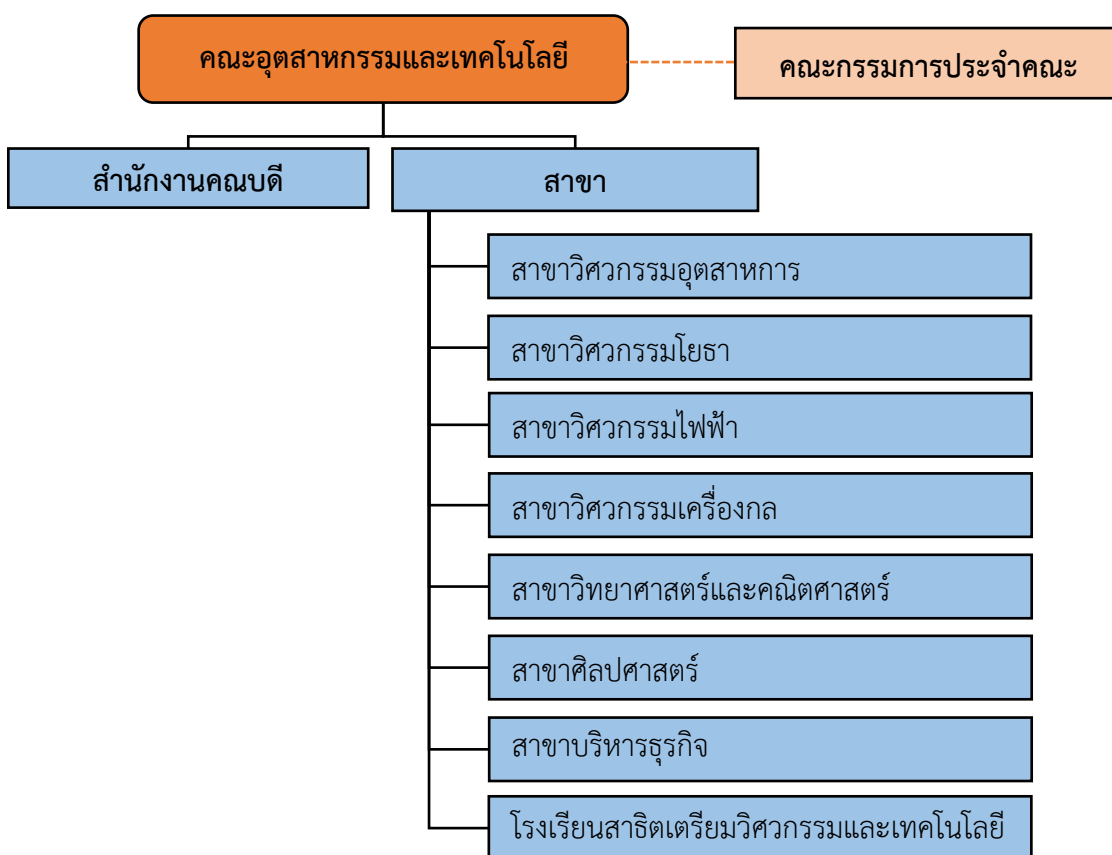 คณะอุตสาหกรรมและเทคโนโลยี
คณะกรรมการประจำคณะ
สำนักงานคณบดี
สาขา
สาขาวิศวกรรมอุตสาหการ
สาขาวิศวกรรมโยธา
สาขาวิศวกรรมไฟฟ้า
สาขาวิศวกรรมเครื่องกล
สาขาวิทยาศาสตร์และคณิตศาสตร์
สาขาศิลปศาสตร์
สาขาบริหารธุรกิจ
โรงเรียนสาธิตเตรียมวิศวกรรมและเทคโนโลยี